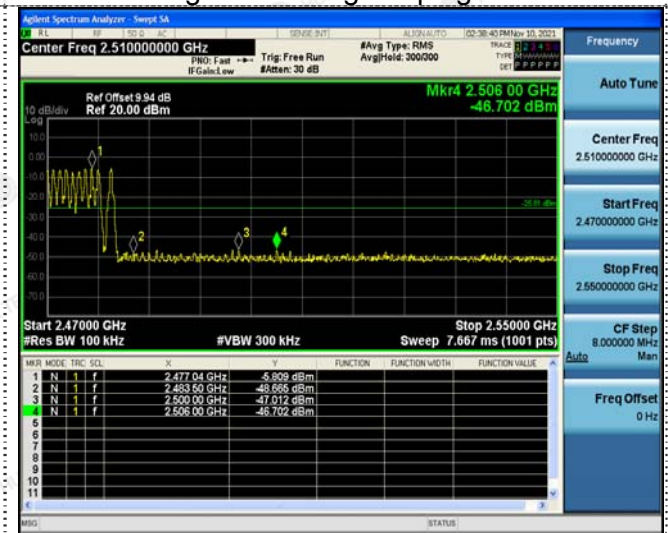 Agilent Spectrum Analyzer - Swept SA
RL RF 50 Ω AC SENSE:INT ALIGNAUTO 02:38:40 PM Nov 10, 2021
Center Freq 2.510000000 GHz
PNO: Fast
IFGain:Low
Trig: Free Run
#Atten: 30 dB
#Avg Type: RMS
Avg|Hold: 300/300
TRACE 1 2 3 4 5 6
TYPE
DET P P P P P P
Frequency
Auto Tune
Center Freq
2.510000000 GHz
Start Freq
2.470000000 GHz
Stop Freq
2.550000000 GHz
CF Step
8.000000 MHz
Auto Man
Freq Offset
0 Hz
Mkr4 2.506 00 GHz
-46.702 dBm
Ref Offset 9.94 dB
10 dB/div Ref 20.00 dBm
Log
10.0
0.00
-10.0
-20.0
-30.0
-40.0
-50.0
-60.0
-70.0
1
2
3
4
-25.81 dBm
Start 2.47000 GHz Stop 2.55000 GHz
#Res BW 100 kHz #VBW 300 kHz Sweep 7.667 ms (1001 pts)
MKR MODE TRC SCL X Y FUNCTION FUNCTION WIDTH FUNCTION VALUE
1 N 1 f 2.477 04 GHz -5.809 dBm
2 N 1 f 2.483 50 GHz -48.665 dBm
3 N 1 f 2.500 00 GHz -47.012 dBm
4 N 1 f 2.506 00 GHz -46.702 dBm
5
6
7
8
9
10
11
MSG STATUS